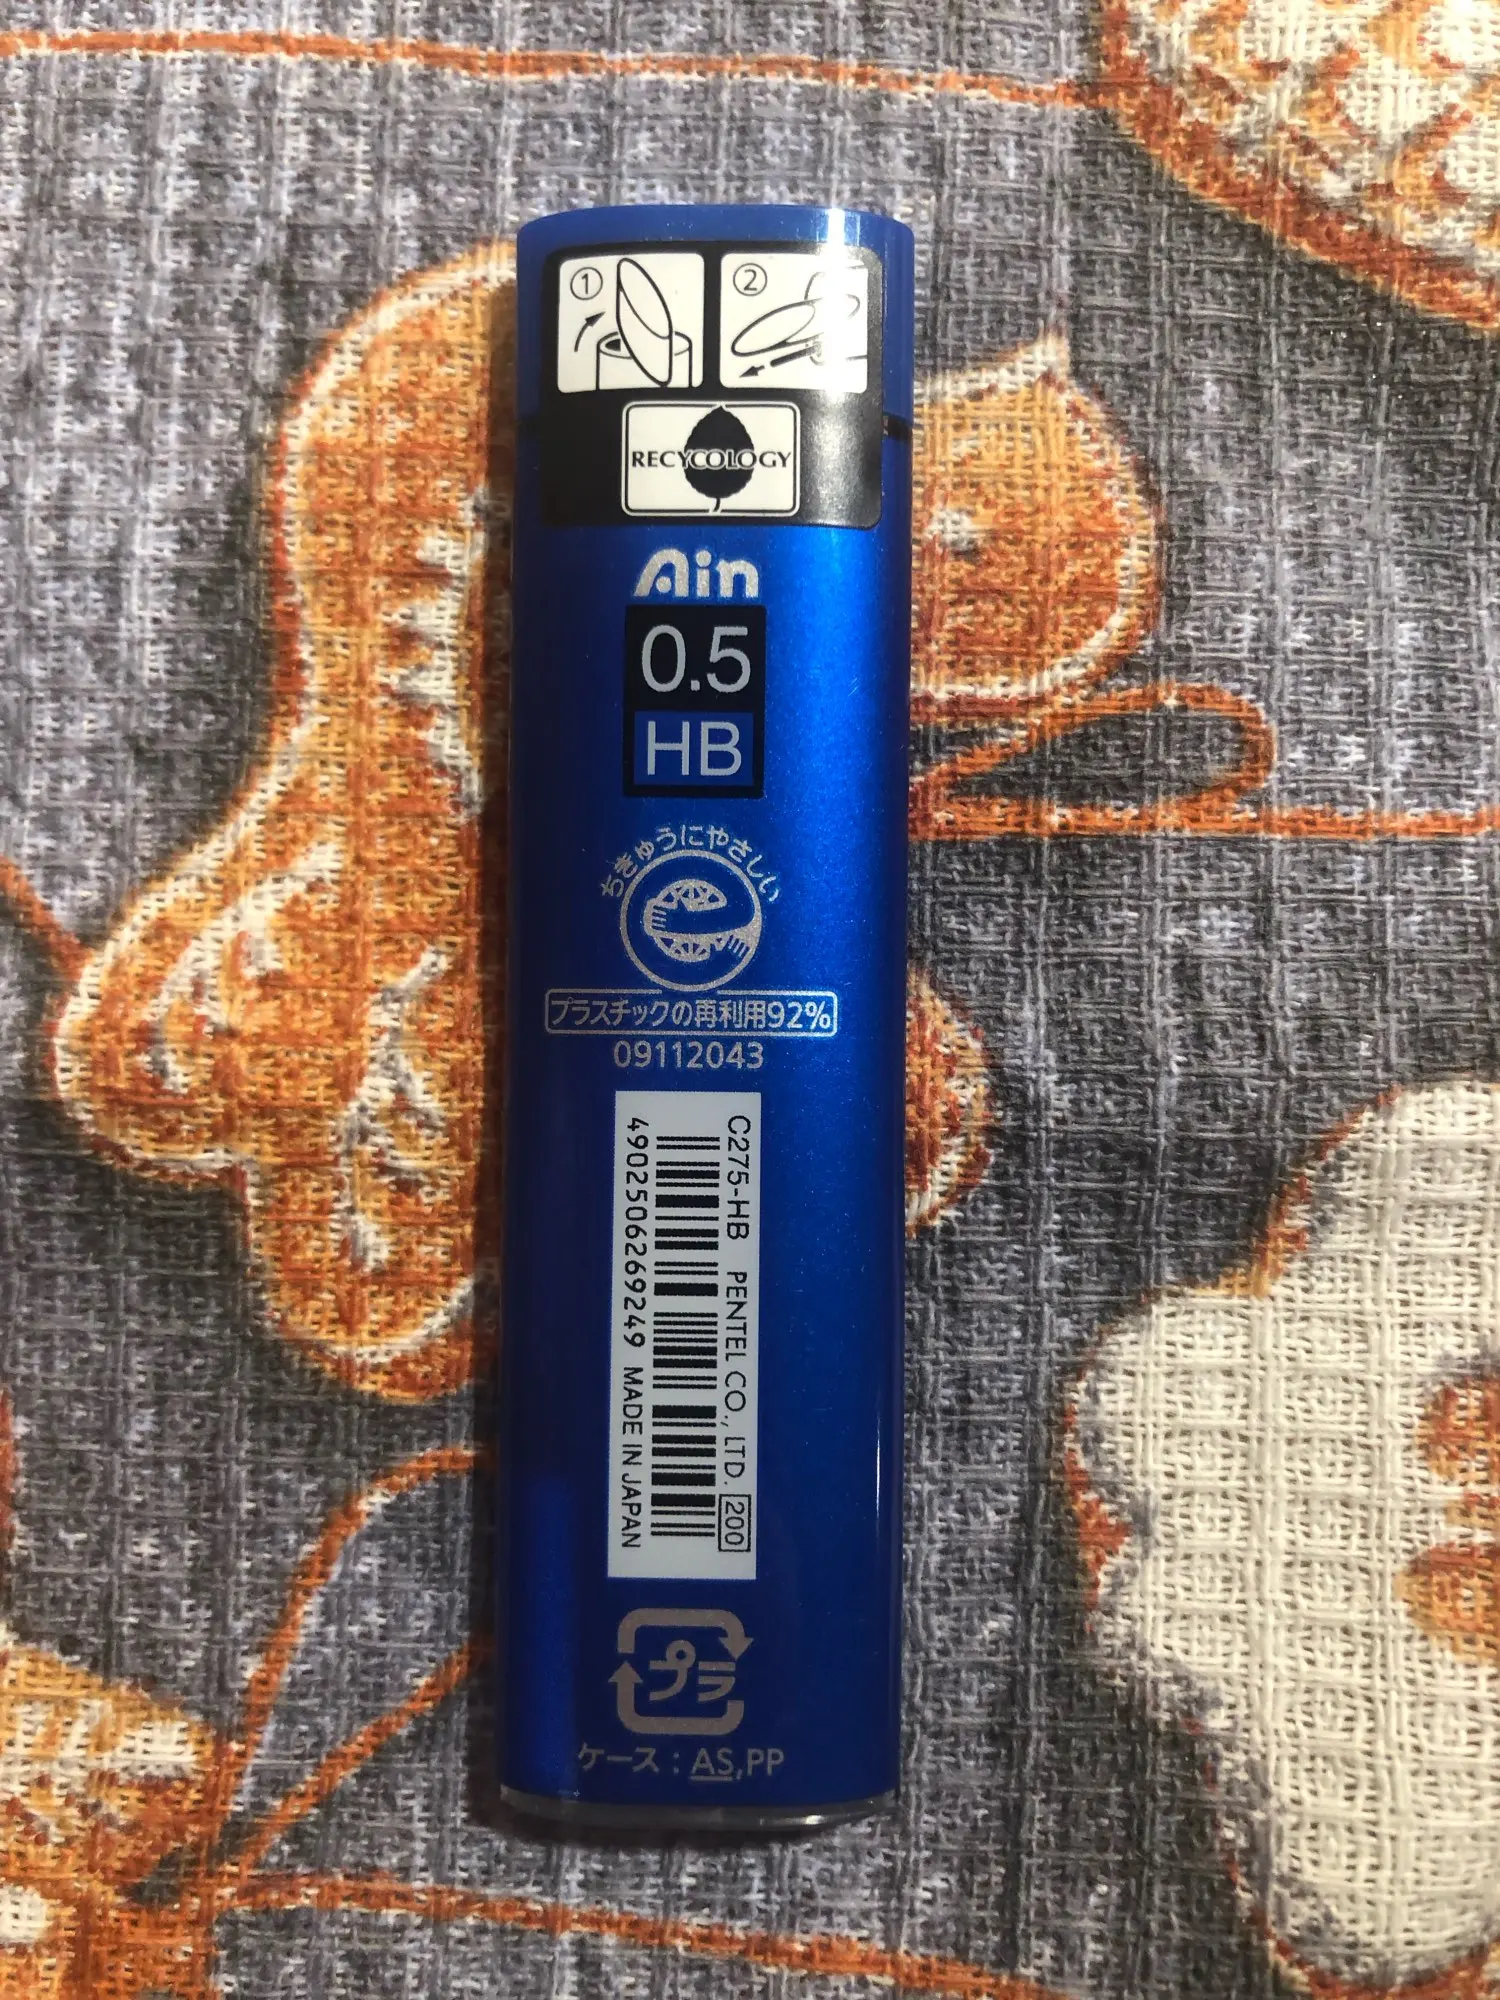 ① ②
RECYCOLOGY
Ain
0.5
HB
ちきゅうにやさしい
プラスチックの再利用92%
09112043
C275-HB PENTEL CO., LTD. 200
4902506269249 MADE IN JAPAN
プラ
ケース：AS,PP